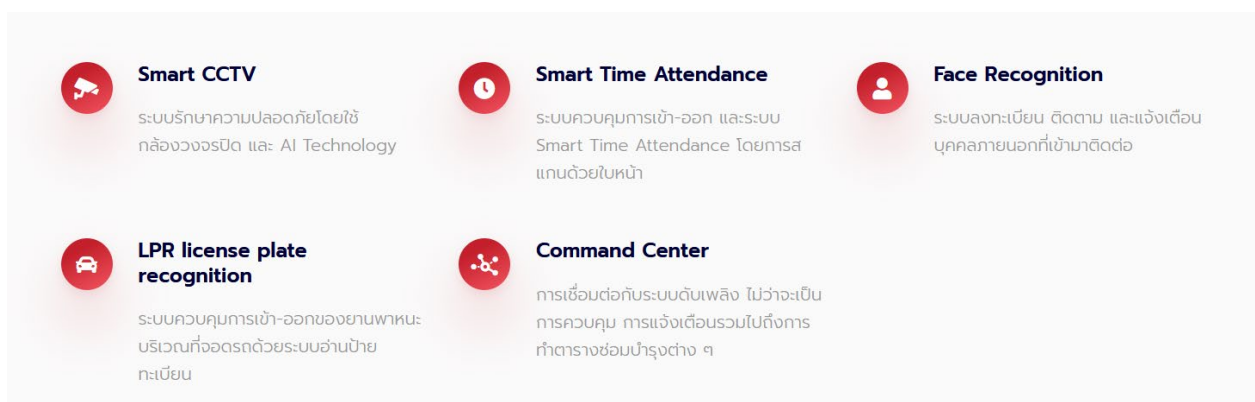 Smart CCTV
ระบบรักษาความปลอดภัยโดยใช้
กล้องวงจรปิด และ AI Technology
Smart Time Attendance
ระบบควบคุมการเข้า-ออก และระบบ
Smart Time Attendance โดยการส
แกนด้วยใบหน้า
Face Recognition
ระบบลงทะเบียน ติดตาม และแจ้งเตือน
บุคคลภายนอกที่เข้ามาติดต่อ
LPR license plate
recognition
ระบบควบคุมการเข้า-ออกของยานพาหนะ
บริเวณที่จอดรถด้วยระบบอ่านป้าย
ทะเบียน
Command Center
การเชื่อมต่อกับระบบดับเพลิง ไม่ว่าจะเป็น
การควบคุม การแจ้งเตือนรวมไปถึงการ
ทำตารางซ่อมบำรุงต่าง ๆ